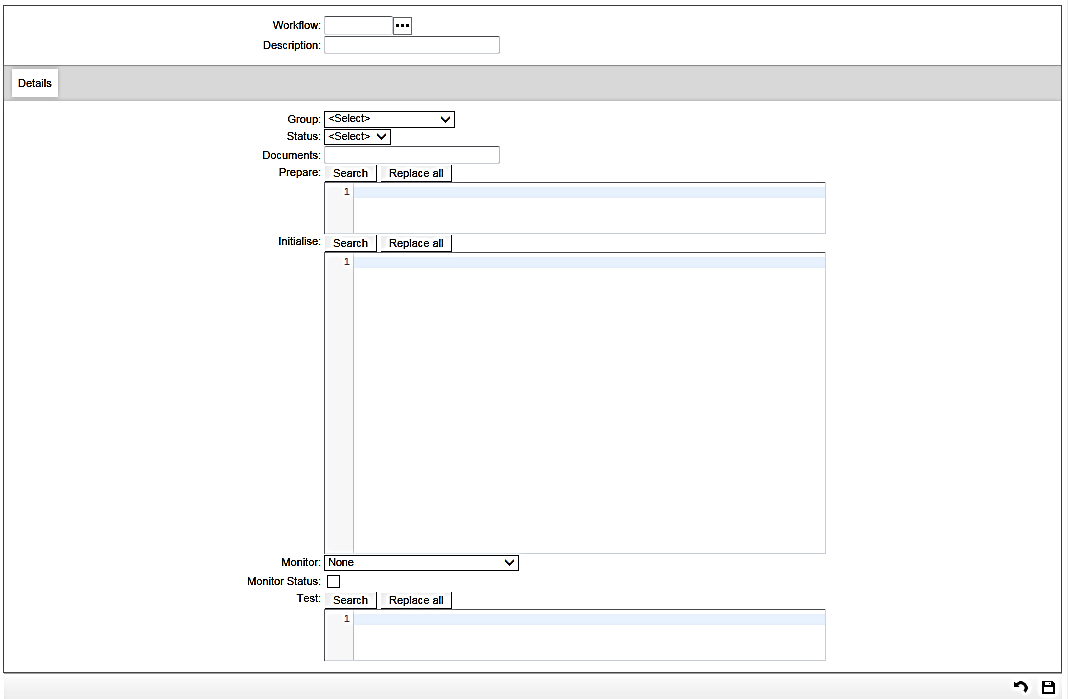 Workflow:
Description:
Details
Group: <Select>
Status: <Select>
Documents:
Prepare: Search Replace all
1
Initialise: Search Replace all
1
Monitor: None
Monitor Status:
Test: Search Replace all
1